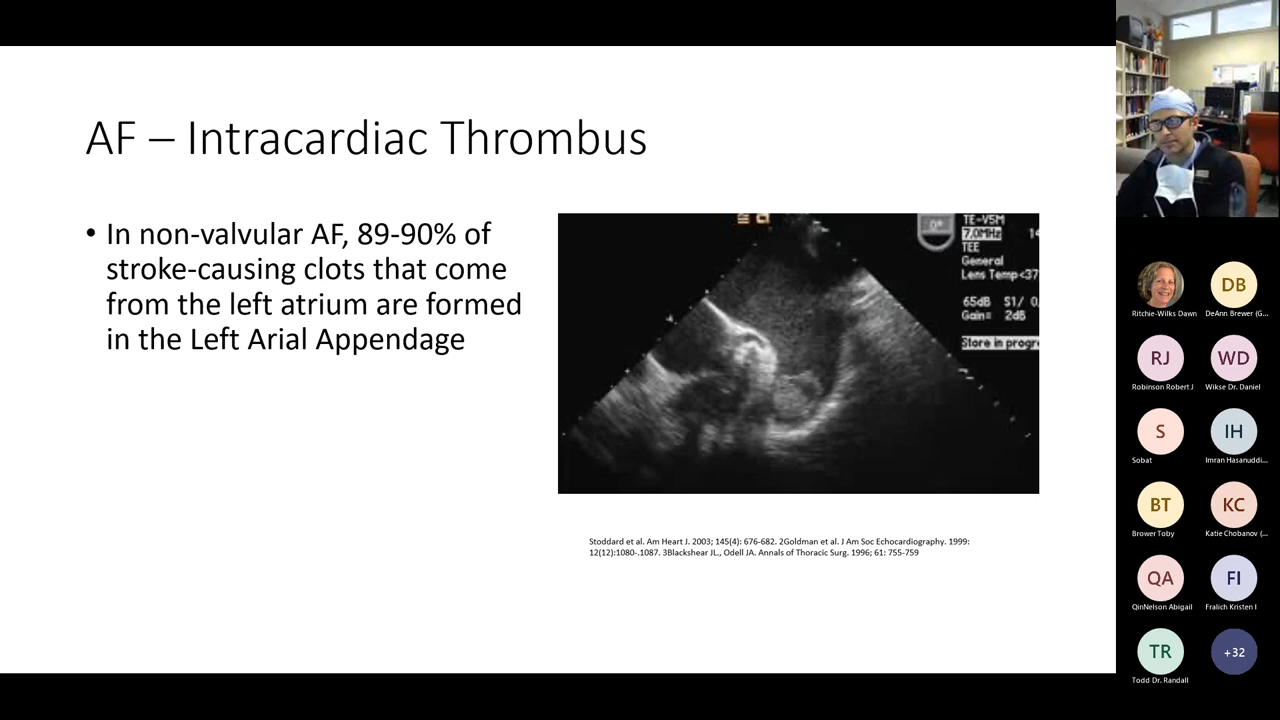 AF – Intracardiac Thrombus
• In non-valvular AF, 89-90% of
stroke-causing clots that come
from the left atrium are formed
in the Left Arial Appendage
0°
TE-V5M
7.0MHz 14
TEE
General
Lens Temp<37
65dB S1/ 0
Gain= 2dB
Store in progr
Stoddard et al. Am Heart J. 2003; 145(4): 676-682. 2Goldman et al. J Am Soc Echocardiography. 1999:
12(12):1080-.1087. 3Blackshear JL., Odell JA. Annals of Thoracic Surg. 1996; 61: 755-759
DB
Ritchie-Wilks Dawn
DeAnn Brewer (G...
RJ
WD
Robinson Robert J
Wikse Dr. Daniel
S
IH
Sobat
Imran Hasanuddi...
BT
KC
Brower Toby
Katie Chobanov (...
QA
FI
QinNelson Abigail
Fralich Kristen I
TR
+32
Todd Dr. Randall